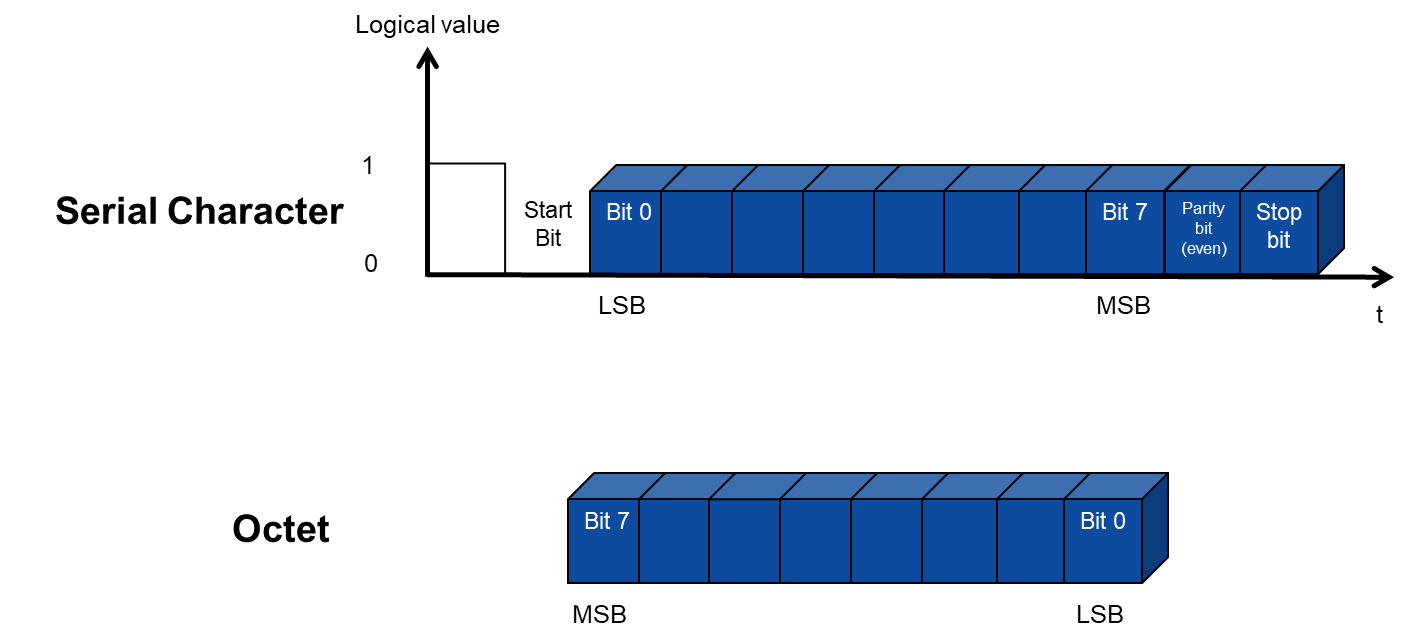 Logical value
1
Serial Character
Start
Bit
Bit 0
Bit 7
Parity
bit
(even)
Stop
bit
0
LSB
MSB
t
Octet
Bit 7
Bit 0
MSB
LSB